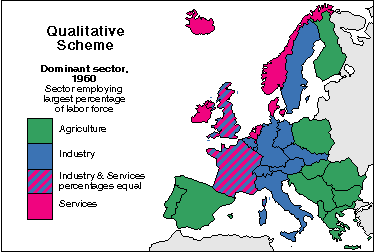 Qualitative
Scheme
Dominant sector,
1960
Sector employing
largest percentage
of labor force
Agriculture
Industry
Industry & Services
percentages equal
Services